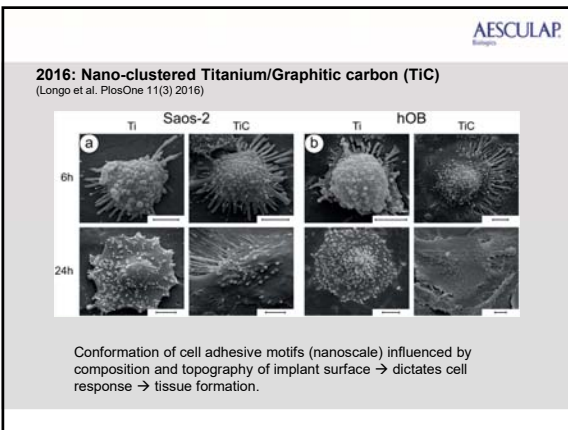 AESCULAP®
Biologics
2016: Nano-clustered Titanium/Graphitic carbon (TiC)
(Longo et al. PlosOne 11(3) 2016)
Saos-2 hOB
Ti TiC Ti TiC
a b
6h
24h
Conformation of cell adhesive motifs (nanoscale) influenced by
composition and topography of implant surface → dictates cell
response → tissue formation.